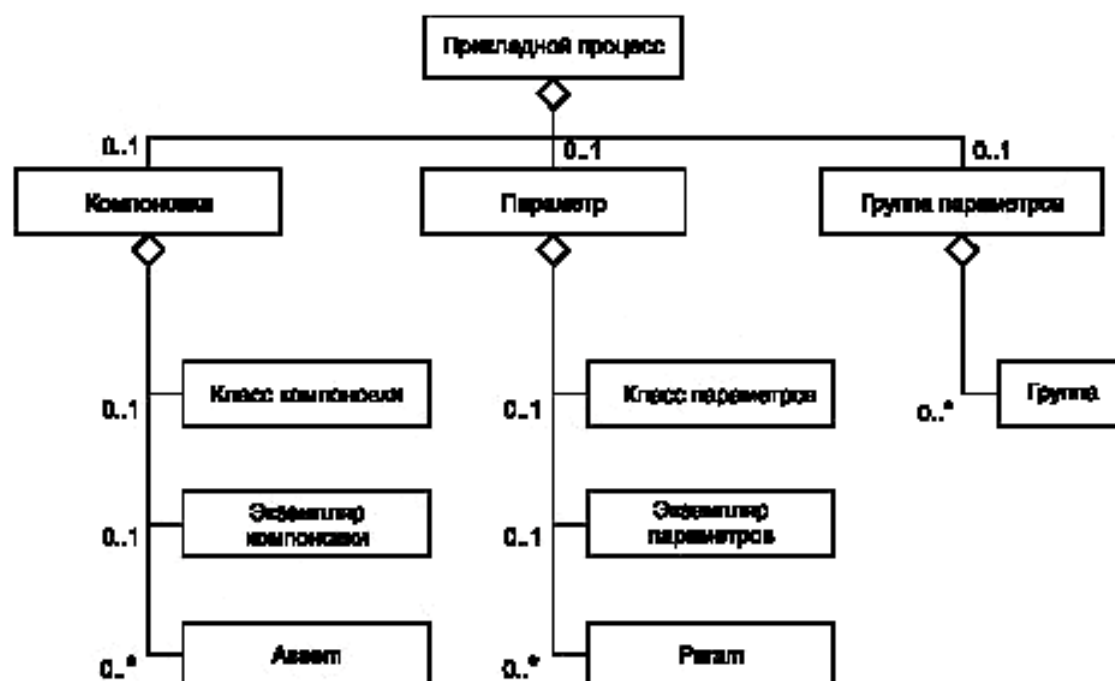 Прикладной процесс
0..1
0..1
0..1
Компоновка
Параметр
Группа параметров
Класс компоновки
0..1
Класс параметров
0..1
Группа
0..*
Экземпляр
компоновки
0..1
Экземпляр
параметров
0..1
Assem
0..*
Param
0..*